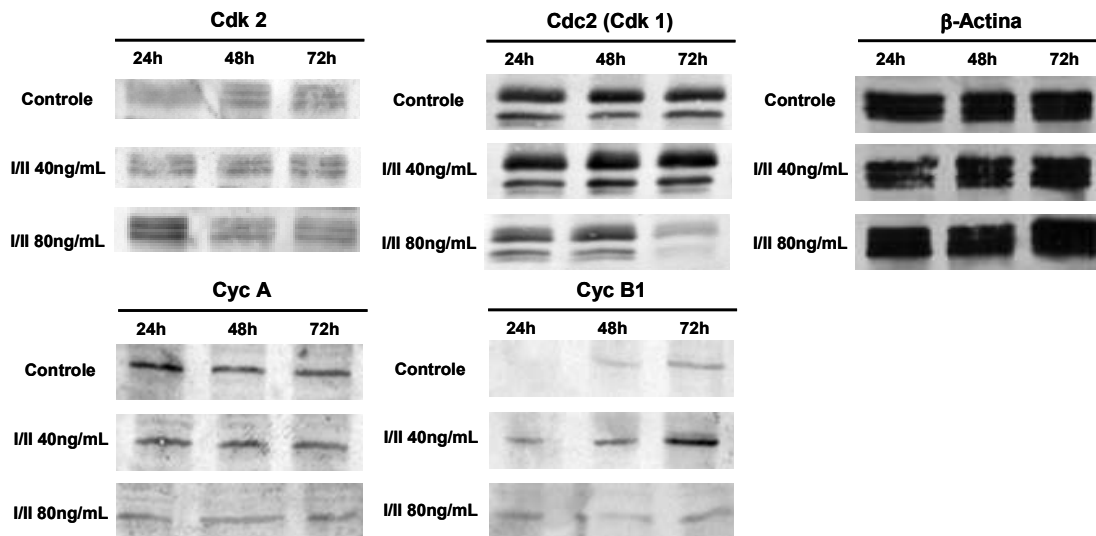 Cdk 2
24h 48h 72h
Controle
I/II 40ng/mL
I/II 80ng/mL
Cdc2 (Cdk 1)
24h 48h 72h
Controle
I/II 40ng/mL
I/II 80ng/mL
β-Actina
24h 48h 72h
Controle
I/II 40ng/mL
I/II 80ng/mL
Cyc A
24h 48h 72h
Controle
I/II 40ng/mL
I/II 80ng/mL
Cyc B1
24h 48h 72h
Controle
I/II 40ng/mL
I/II 80ng/mL